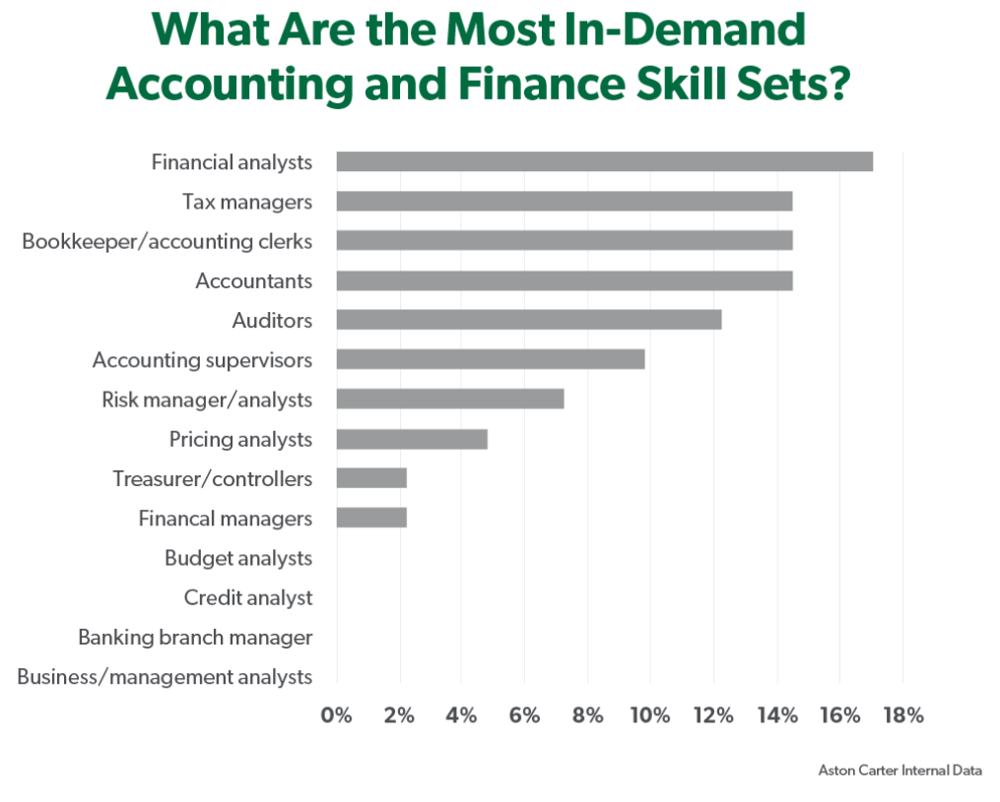 What Are the Most In-Demand
Accounting and Finance Skill Sets?
Financial analysts
Tax managers
Bookkeeper/accounting clerks
Accountants
Auditors
Accounting supervisors
Risk manager/analysts
Pricing analysts
Treasurer/controllers
Financal managers
Budget analysts
Credit analyst
Banking branch manager
Business/management analysts
0% 2% 4% 6% 8% 10% 12% 14% 16% 18%
Aston Carter Internal Data